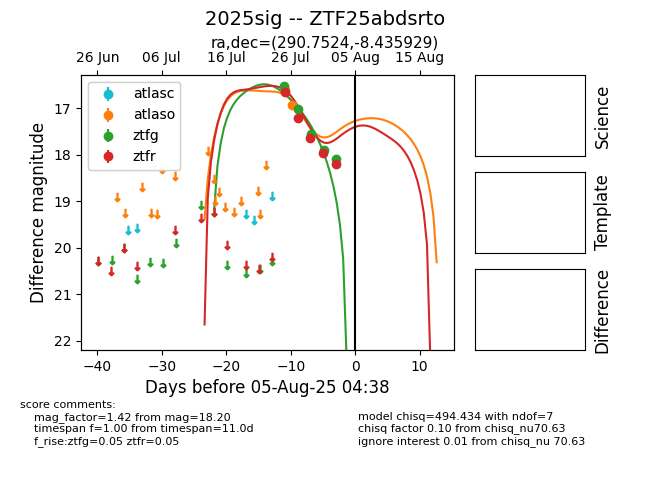 2025sig -- ZTF25abdsrto
ra,dec=(290.7524,-8.435929)
26 Jun 06 Jul 16 Jul 26 Jul 05 Aug 15 Aug
atlasc
atlaso
ztfg
ztfr
17
18
19
20
21
22
Difference magnitude
−40 −30 −20 −10 0 10
Days before 05-Aug-25 04:38
Science
Template
Difference
score comments:
mag_factor=1.42 from mag=18.20
timespan f=1.00 from timespan=11.0d
f_rise:ztfg=0.05 ztfr=0.05
model chisq=494.434 with ndof=7
chisq factor 0.10 from chisq_nu70.63
ignore interest 0.01 from chisq_nu 70.63